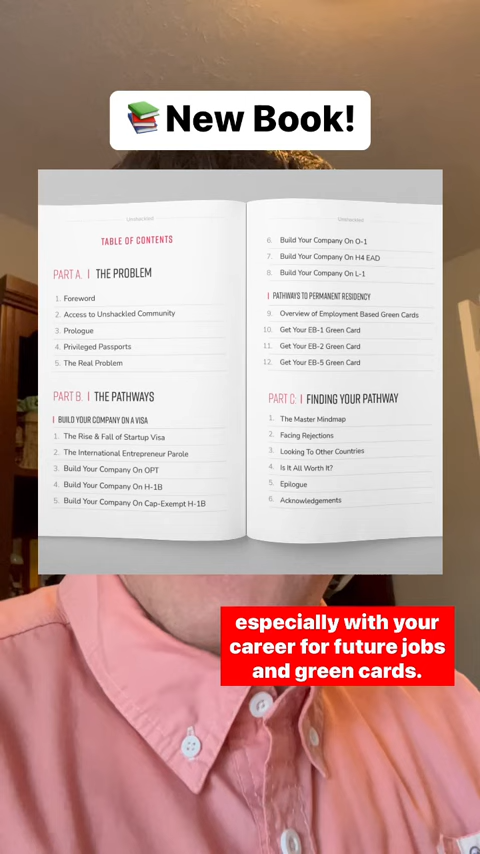 📚New Book!
Unshackled
TABLE OF CONTENTS
PART A. | THE PROBLEM
1. Foreword
2. Access to Unshackled Community
3. Prologue
4. Privileged Passports
5. The Real Problem
PART B. | THE PATHWAYS
| BUILD YOUR COMPANY ON A VISA
1. The Rise & Fall of Startup Visa
2. The International Entrepreneur Parole
3. Build Your Company On OPT
4. Build Your Company On H-1B
5. Build Your Company On Cap-Exempt H-1B
Unshackled
6. Build Your Company On O-1
7. Build Your Company On H4 EAD
8. Build Your Company On L-1
| PATHWAYS TO PERMANENT RESIDENCY
9. Overview of Employment Based Green Cards
10. Get Your EB-1 Green Card
11. Get Your EB-2 Green Card
12. Get Your EB-5 Green Card
PART C. | FINDING YOUR PATHWAY
1. The Master Mindmap
2. Facing Rejections
3. Looking To Other Countries
4. Is It All Worth It?
5. Epilogue
6. Acknowledgements
especially with your
career for future jobs
and green cards.